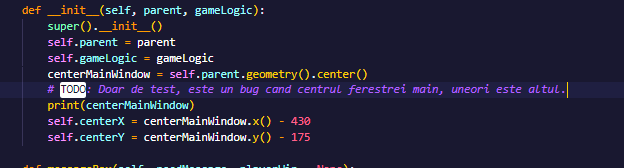 def __init__(self, parent, gameLogic):
super().__init__()
self.parent = parent
self.gameLogic = gameLogic
centerMainWindow = self.parent.geometry().center()
# TODO: Doar de test, este un bug cand centrul ferestrei main, uneori este altul.
print(centerMainWindow)
self.centerX = centerMainWindow.x() - 430
self.centerY = centerMainWindow.y() - 175